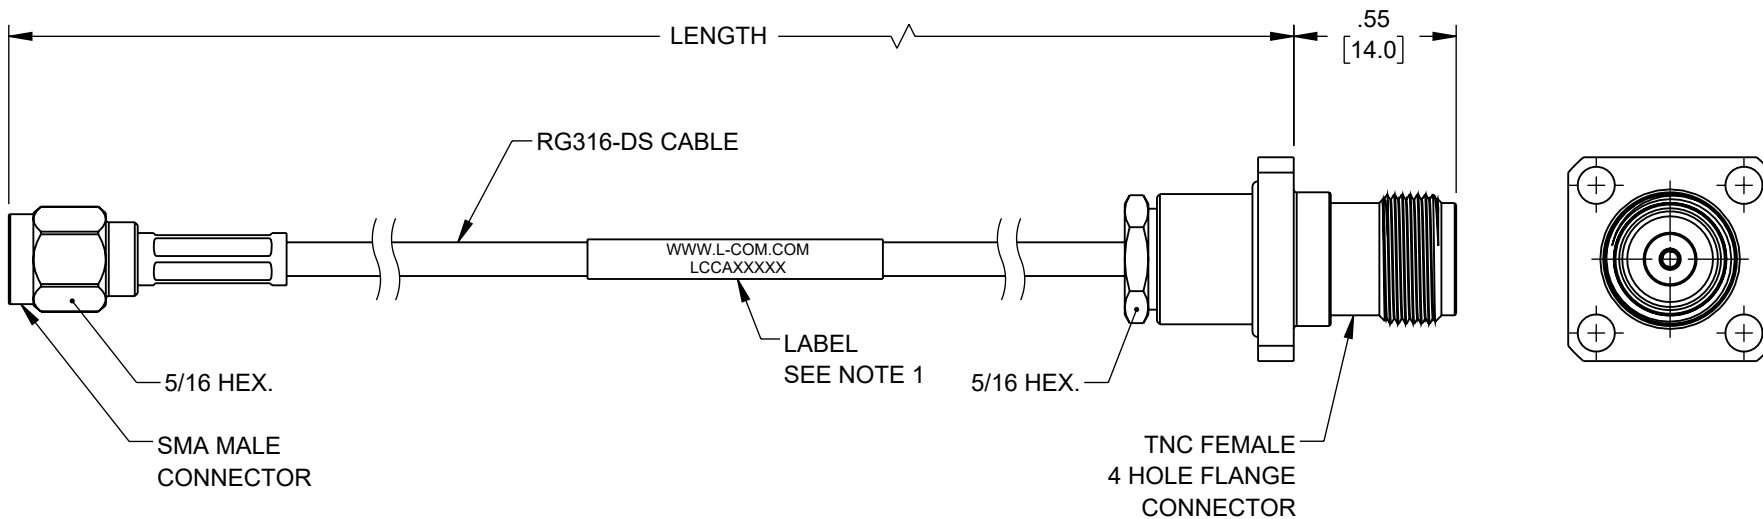 LENGTH
.55
[14.0]
RG316-DS CABLE
WWW.L-COM.COM
LCCAXXXXX
LABEL
SEE NOTE 1
5/16 HEX.
5/16 HEX.
SMA MALE
CONNECTOR
TNC FEMALE
4 HOLE FLANGE
CONNECTOR